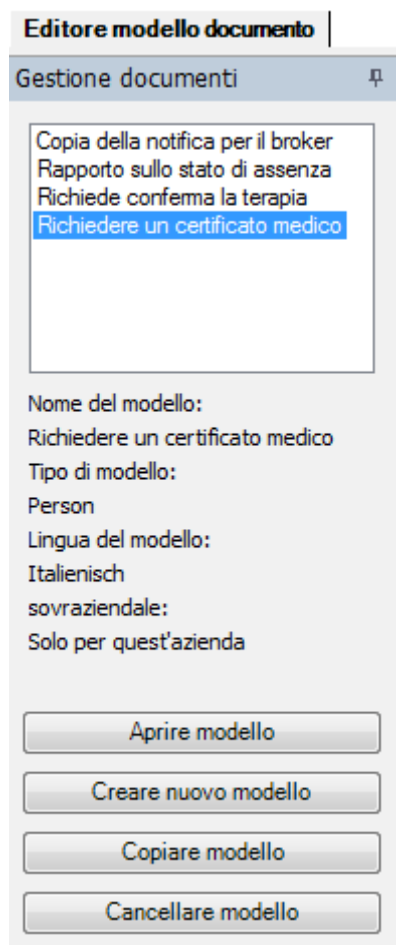 Editore modello documento
Gestione documenti
Copia della notifica per il broker
Rapporto sullo stato di assenza
Richiede conferma la terapia
Richiedere un certificato medico
Nome del modello:
Richiedere un certificato medico
Tipo di modello:
Person
Lingua del modello:
Italienisch
sovraziendale:
Solo per quest'azienda
Aprire modello
Creare nuovo modello
Copiare modello
Cancellare modello